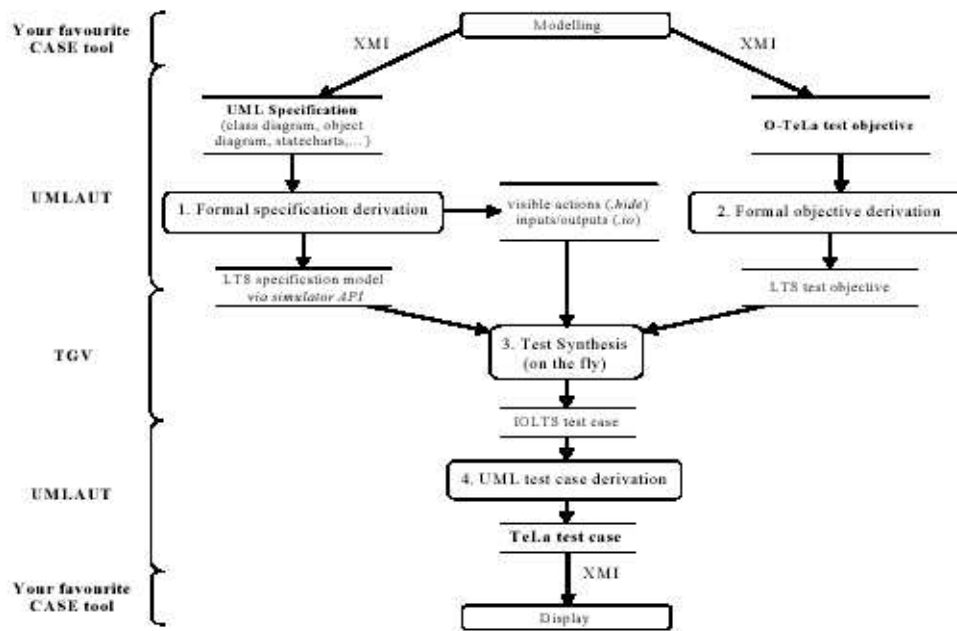 Your favourite
CASE tool
Modelling
XMI
XMI
UML Specification
(class diagram, object
diagram, statecharts,... )
O-TeLa test objective
UMLAUT
1. Formal specification derivation
visible actions (.hide)
inputs/outputs (.io)
2. Formal objective derivation
LTS specification model
via simulator API
LTS test objective
TGV
3. Test Synthesis
(on the fly)
IOLTS test case
UMLAUT
4. UML test case derivation
TeLa test case
XMI
Your favourite
CASE tool
Display